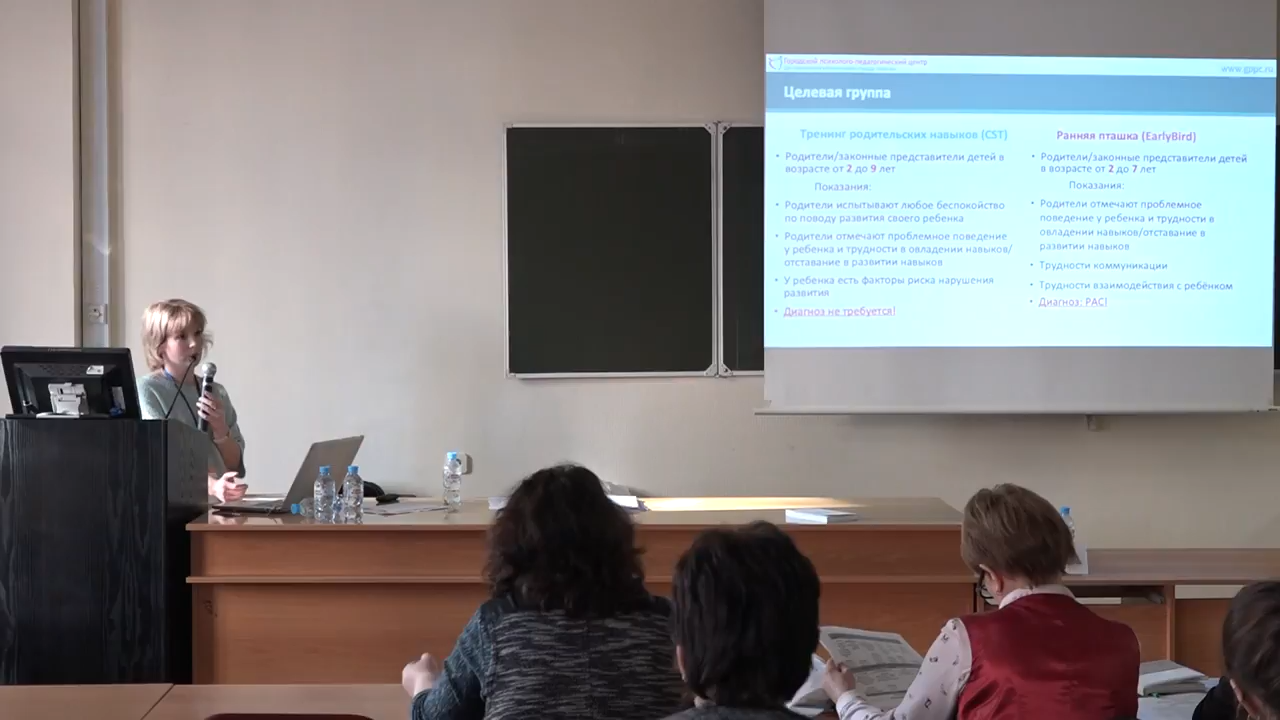 Городской психолого-педагогический центр
www.gppc.ru
Целевая группа
Тренинг родительских навыков (CST)
• Родители/законные представители детей в
возрасте от 2 до 9 лет
Показания:
• Родители испытывают любое беспокойство
по поводу развития своего ребенка
• Родители отмечают проблемное поведение
у ребенка и трудности в овладении навыков/
отставание в развитии навыков
• У ребенка есть факторы риска нарушения
развития
• Диагноз не требуется!
Ранняя пташка (EarlyBird)
• Родители/законные представители детей
в возрасте от 2 до 7 лет
Показания:
• Родители отмечают проблемное
поведение у ребенка и трудности в
овладении навыков/отставание в
развитии навыков
• Трудности коммуникации
• Трудности взаимодействия с ребёнком
• Диагноз: РАС!